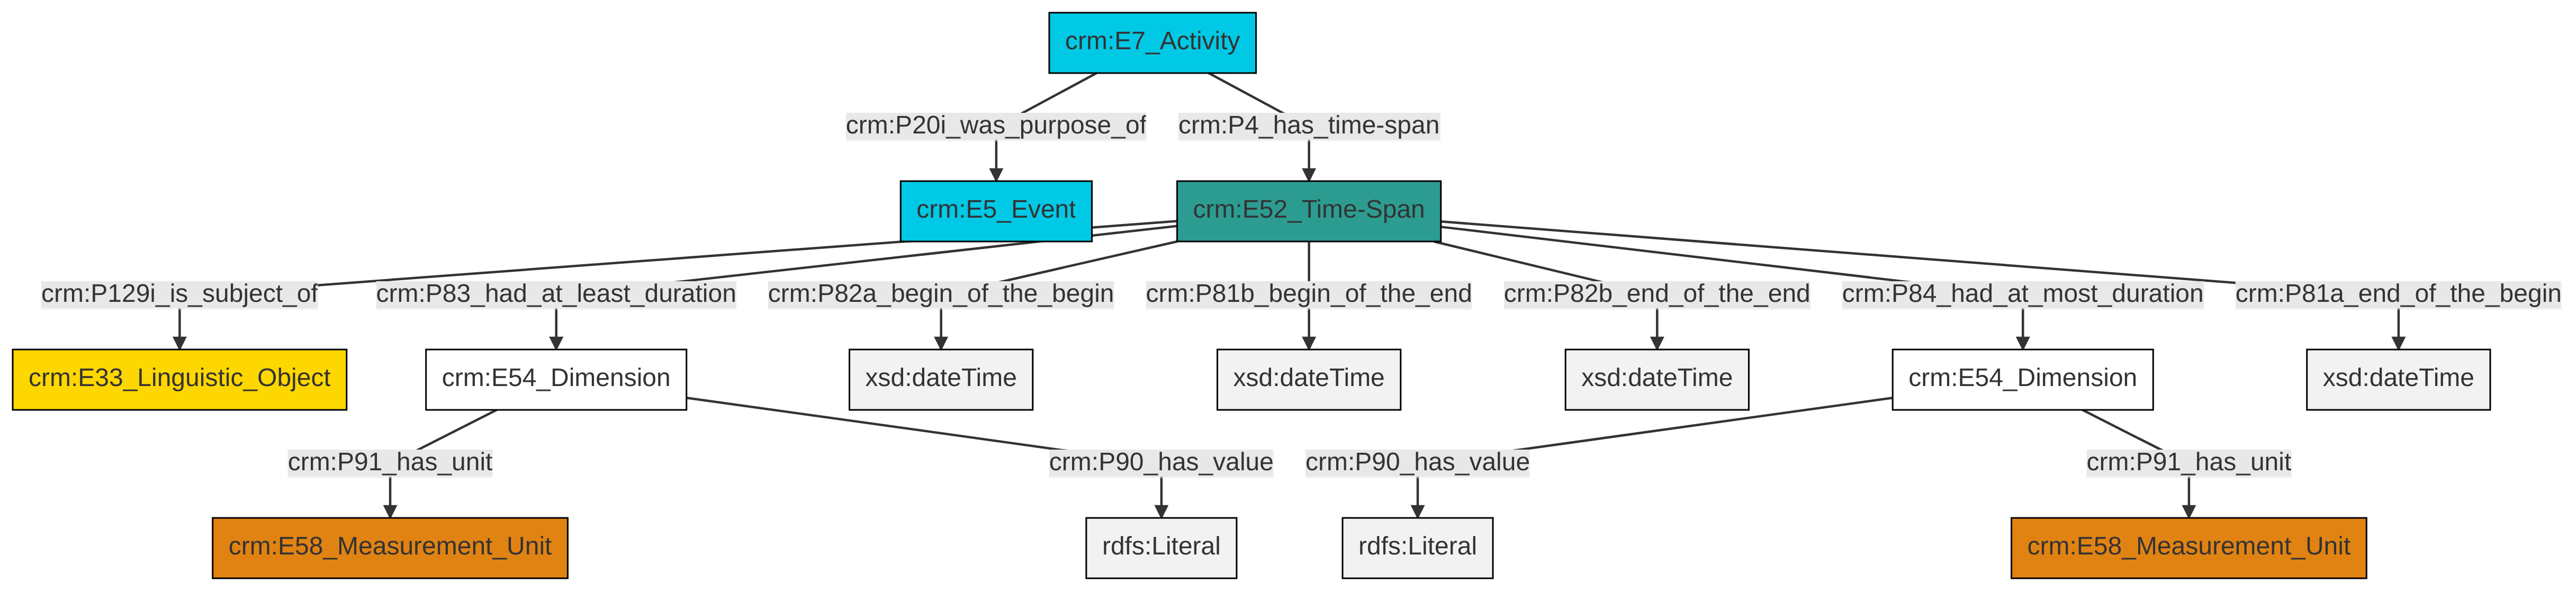 crm:E7_Activity
crm:P20i_was_purpose_of
crm:P4_has_time-span
crm:E5_Event
crm:E52_Time-Span
crm:P129i_is_subject_of
crm:P83_had_at_least_duration
crm:P82a_begin_of_the_begin
crm:P81b_begin_of_the_end
crm:P82b_end_of_the_end
crm:P84_had_at_most_duration
crm:P81a_end_of_the_begin
crm:E33_Linguistic_Object
crm:E54_Dimension
xsd:dateTime
xsd:dateTime
xsd:dateTime
crm:E54_Dimension
xsd:dateTime
crm:P91_has_unit
crm:P90_has_value
crm:P90_has_value
crm:P91_has_unit
crm:E58_Measurement_Unit
rdfs:Literal
rdfs:Literal
crm:E58_Measurement_Unit